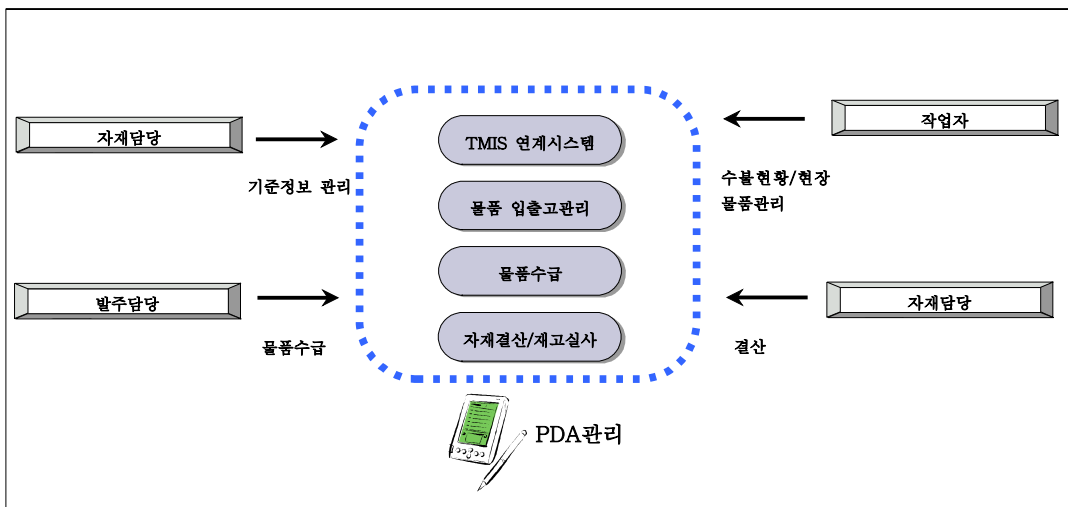 자재담당
기준정보 관리
발주담당
물품수급
TMIS 연계시스템
물품 입출고관리
물품수급
자재결산/재고실사
PDA관리
작업자
수불현황/현장
물품관리
자재담당
결산